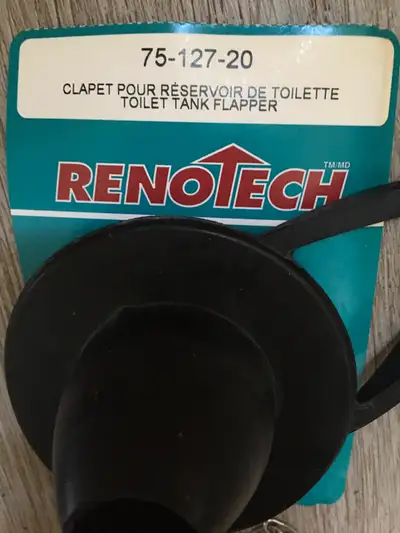 75-127-20
CLAPET POUR RÉSERVOIR DE TOILETTE
TOILET TANK FLAPPER
RENOTECH TM/MD